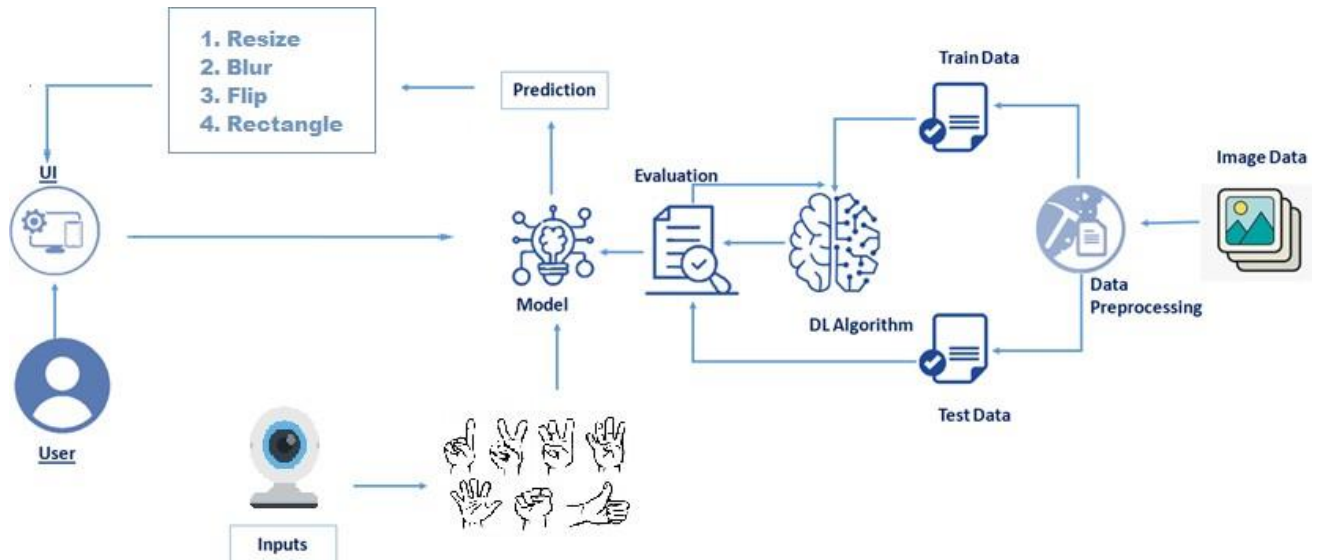 1. Resize
2. Blur
3. Flip
4. Rectangle
Prediction
Train Data
Image Data
UI
Evaluation
Model
DL Algorithm
Data
Preprocessing
Test Data
User
Inputs